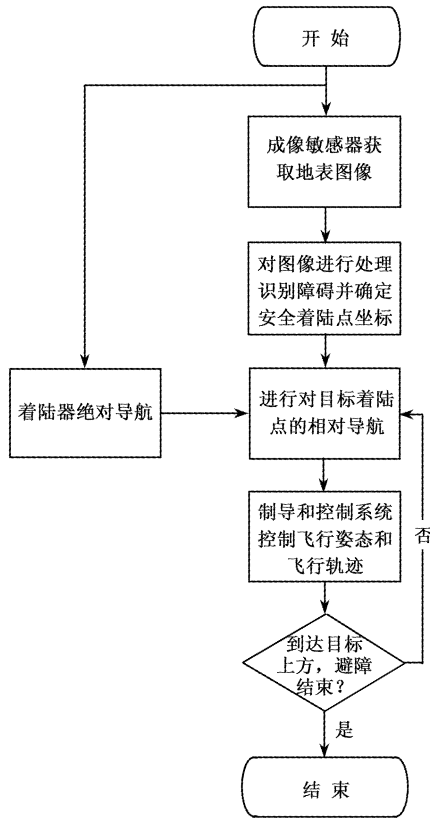 开 始
成像敏感器获
取地表图像
对图像进行处理
识别障碍并确定
安全着陆点坐标
着陆器绝对导航
进行对目标着陆
点的相对导航
制导和控制系统
控制飞行姿态和
飞行轨迹
否
到达目标
上方，避障
结束？
是
结 束